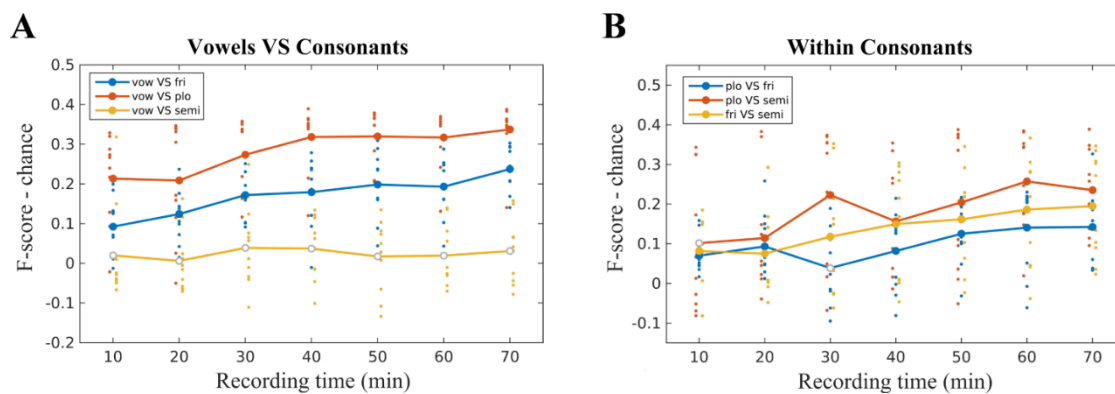 A
Vowels VS Consonants
0.5
0.4
0.3
0.2
0.1
0
-0.1
-0.2
F-score - chance
vow VS fri
vow VS plo
vow VS semi
10 20 30 40 50 60 70
Recording time (min)
B
Within Consonants
0.5
0.4
0.3
0.2
0.1
0
-0.1
F-score - chance
plo VS fri
plo VS semi
fri VS semi
10 20 30 40 50 60 70
Recording time (min)